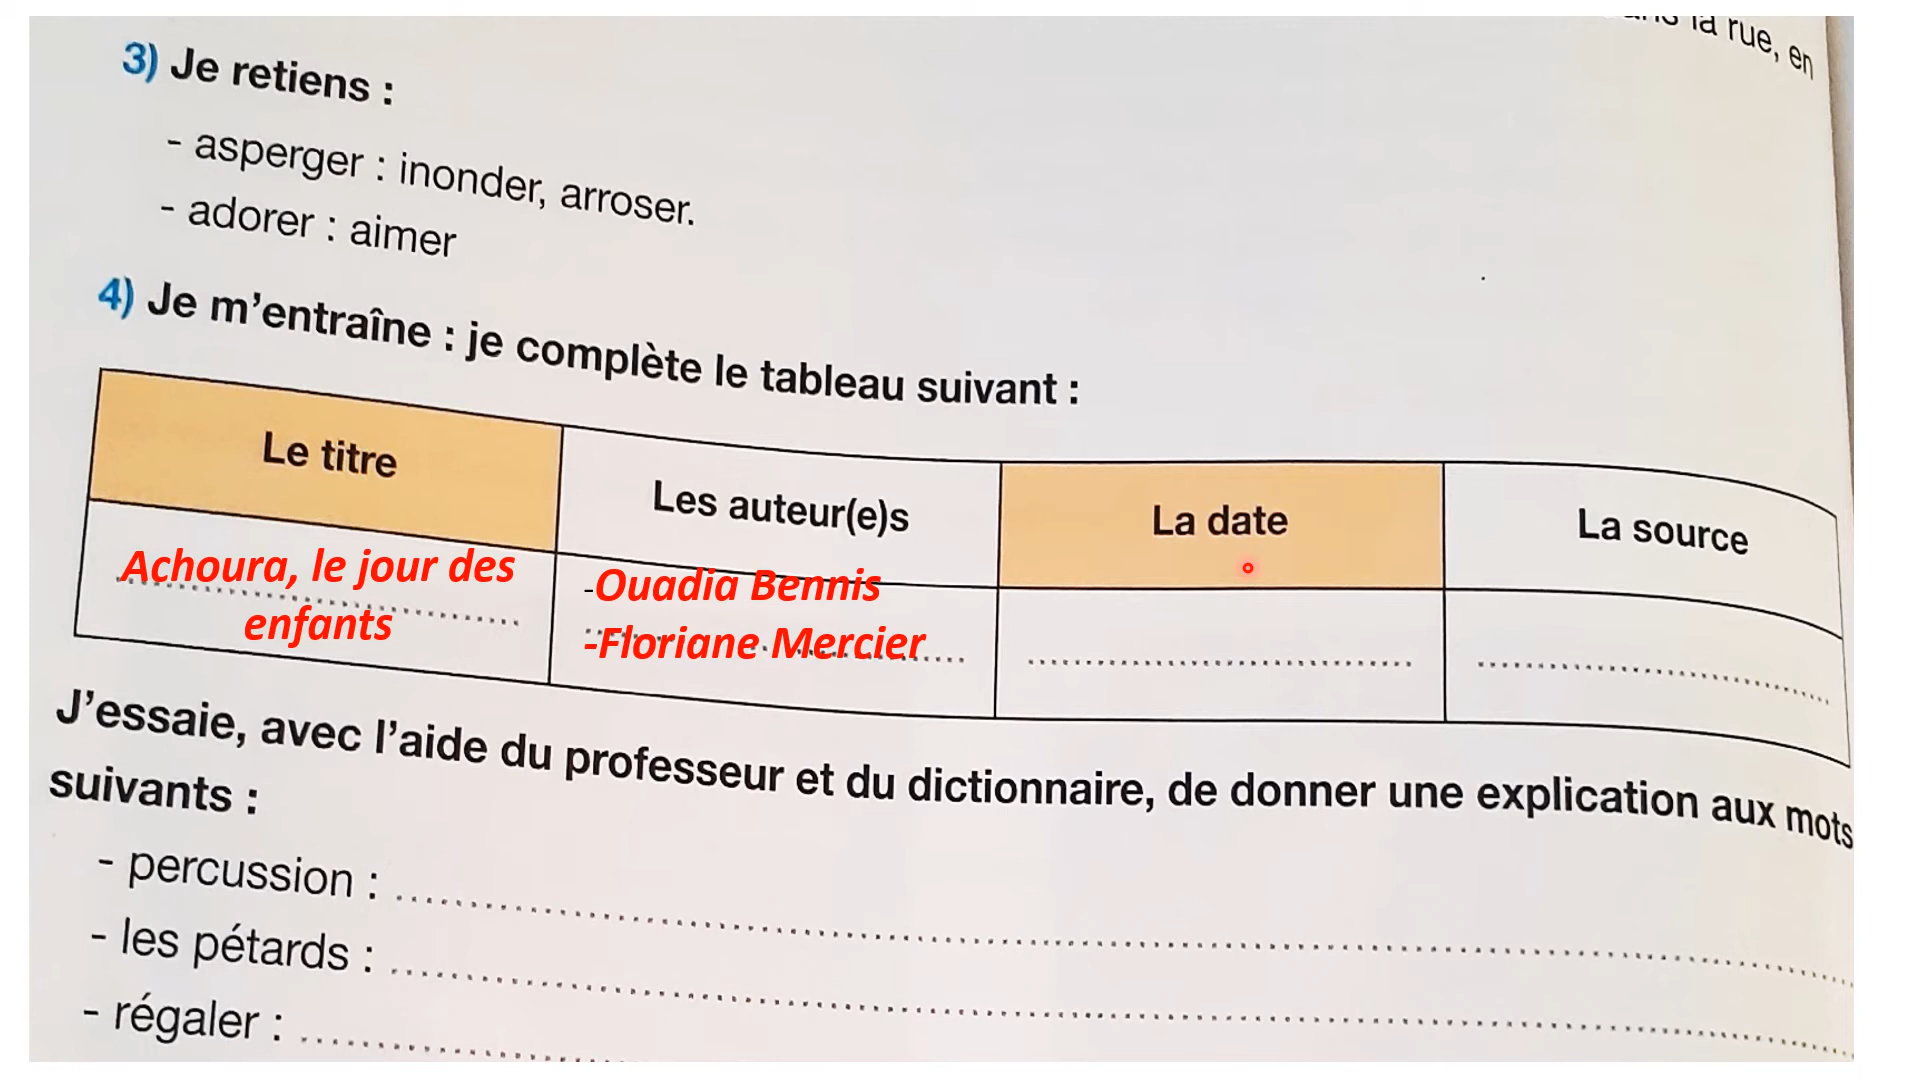 la rue, en
3) Je retiens :
- asperger : inonder, arroser.
- adorer : aimer
4) Je m'entraîne : je complète le tableau suivant :
Le titre
Les auteur(e)s
La date
La source
Achoura, le jour des
enfants
-Ouadia Bennis
-Floriane Mercier
J'essaie, avec l'aide du professeur et du dictionnaire, de donner une explication aux mots
suivants :
- percussion :
- les pétards :
- régaler :